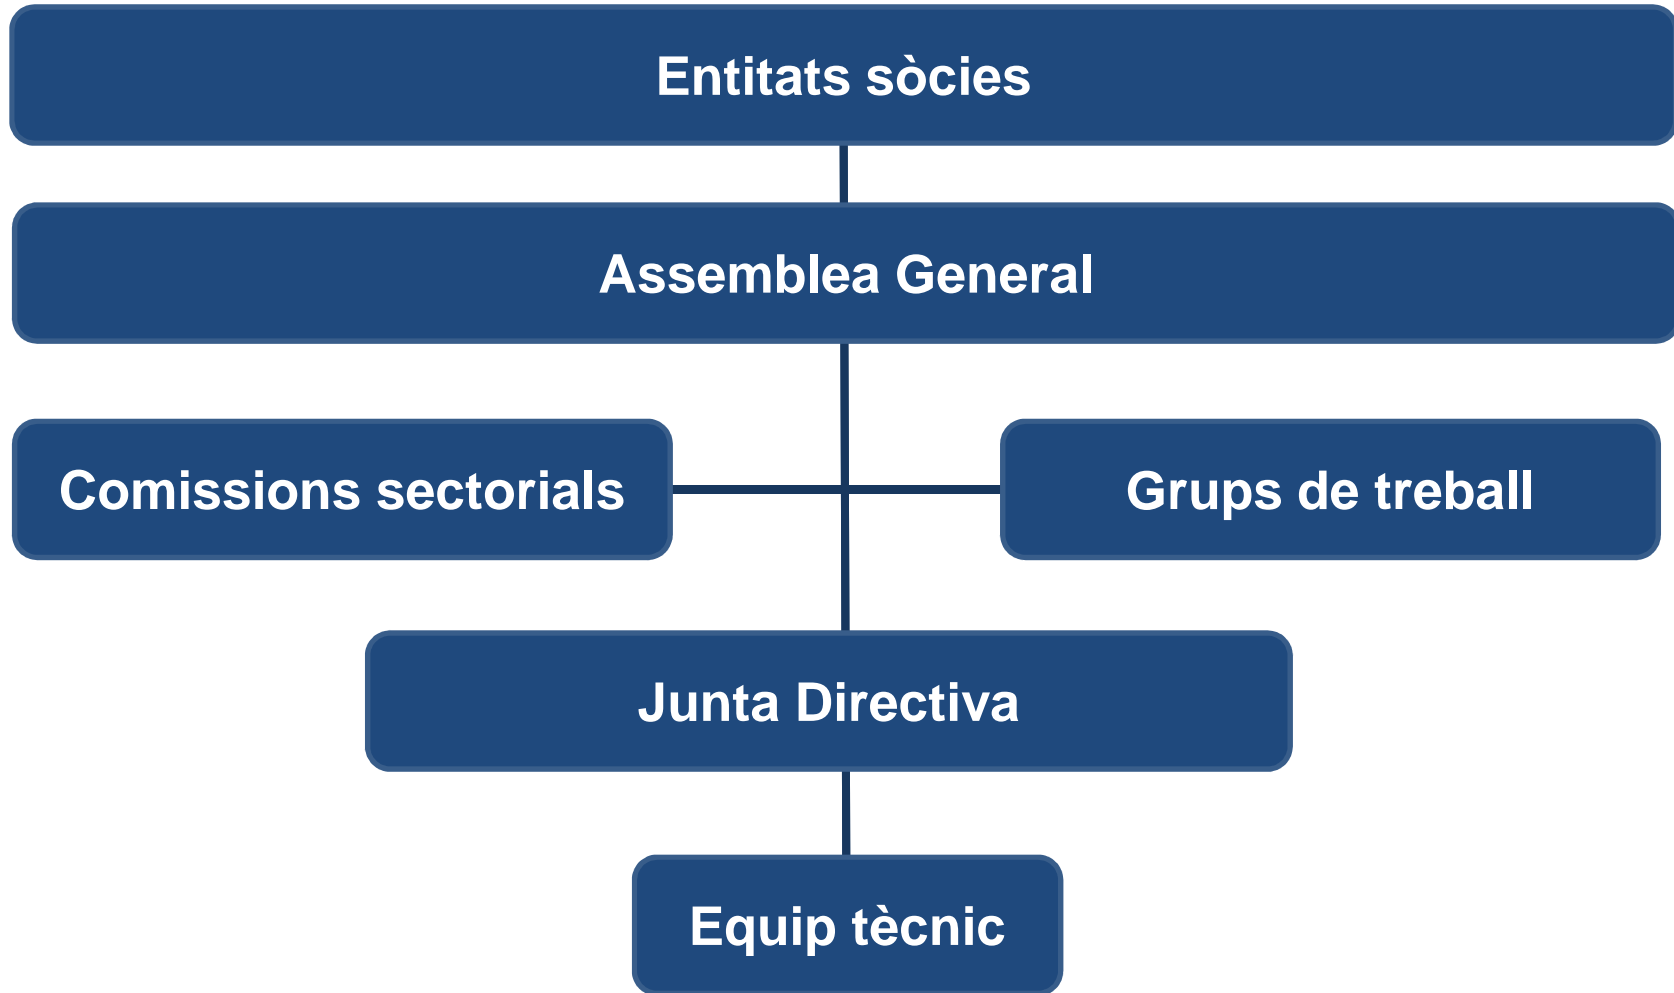 Entitats sòcies
Assemblea General
Comissions sectorials
Grups de treball
Junta Directiva
Equip tècnic